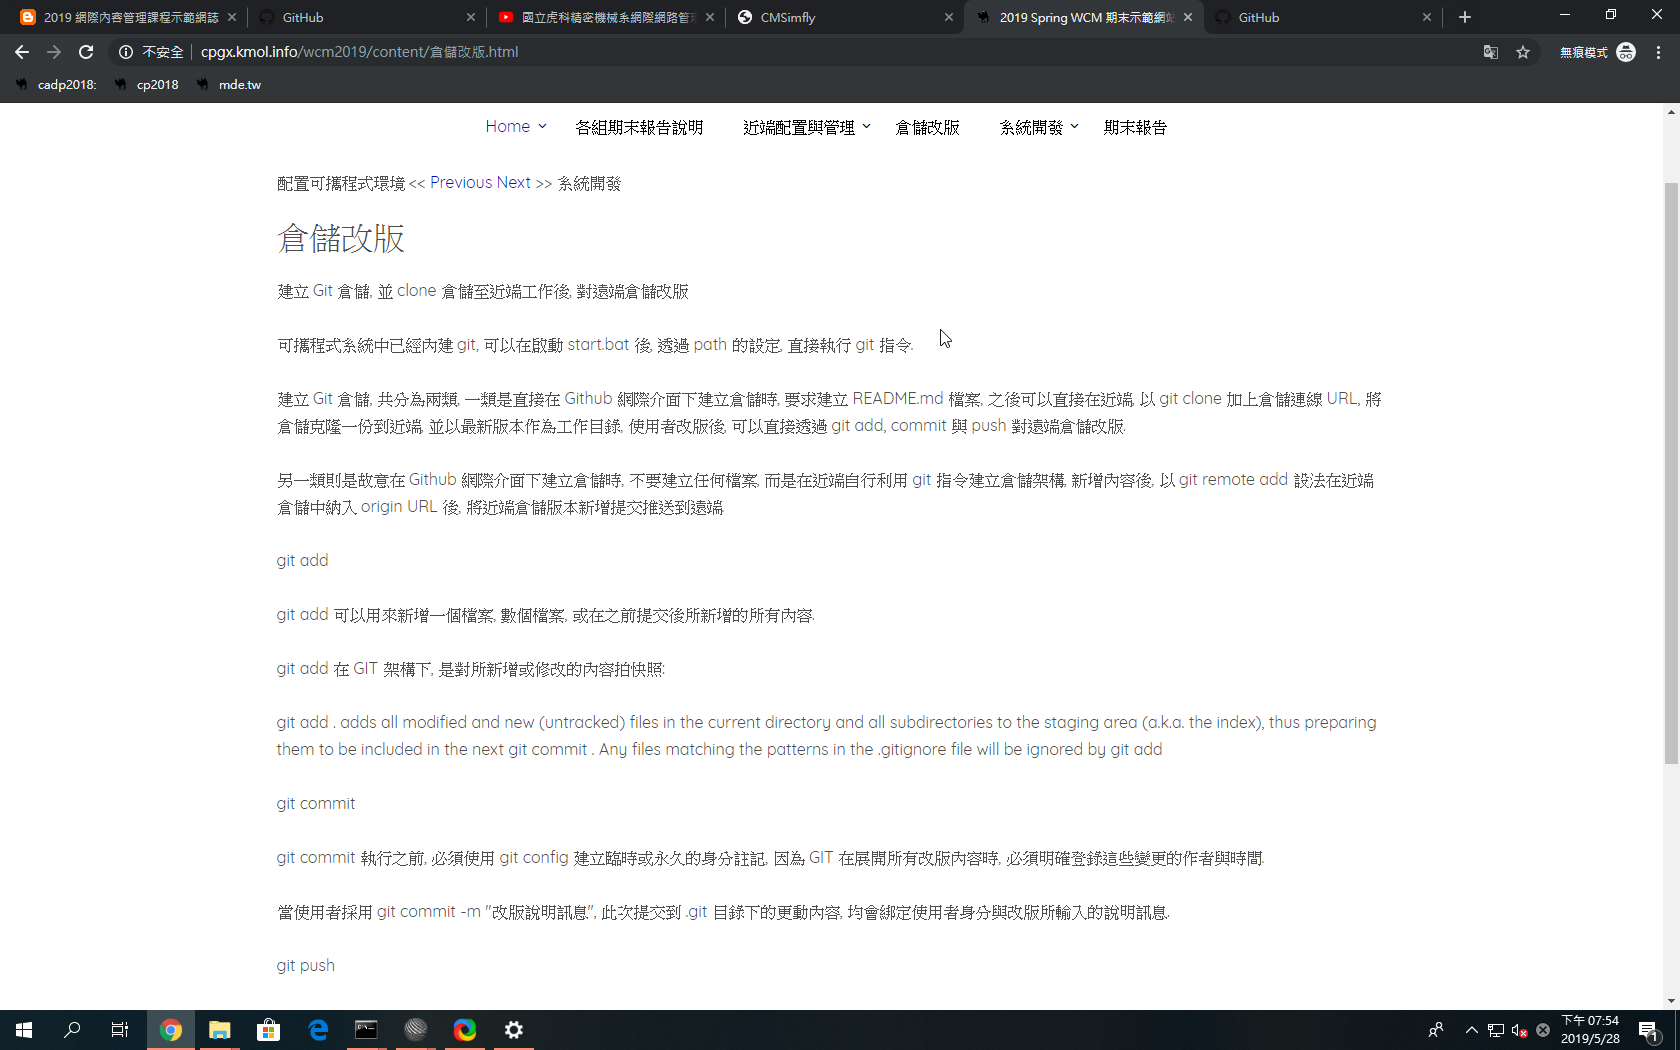 2019 網際內容管理課程示範網誌
GitHub
國立虎科精密機械系網際網路管
CMSimfly
2019 Spring WCM 期末示範網站
GitHub
不安全 cpgx.kmol.info/wcm2019/content/倉儲改版.html
無痕模式
cadp2018:
cp2018
mde.tw
Home
各組期末報告說明
近端配置與管理
倉儲改版
系統開發
期末報告
配置可攜程式環境 << Previous Next >> 系統開發
倉儲改版
建立 Git 倉儲, 並 clone 倉儲至近端工作後, 對遠端倉儲改版
可攜程式系統中已經內建 git, 可以在啟動 start.bat 後, 透過 path 的設定, 直接執行 git 指令.
建立 Git 倉儲, 共分為兩類, 一類是直接在 Github 網際介面下建立倉儲時, 要求建立 README.md 檔案, 之後可以直接在近端, 以 git clone 加上倉儲連線 URL, 將
倉儲克隆一份到近端, 並以最新版本作為工作目錄, 使用者改版後, 可以直接透過 git add, commit 與 push 對遠端倉儲改版.
另一類則是故意在 Github 網際介面下建立倉儲時, 不要建立任何檔案, 而是在近端自行利用 git 指令建立倉儲架構, 新增內容後, 以 git remote add 設法在近端
倉儲中納入 origin URL 後, 將近端倉儲版本新增提交推送到遠端.
git add
git add 可以用來新增一個檔案, 數個檔案, 或在之前提交後所新增的所有內容.
git add 在 GIT 架構下, 是對所新增或修改的內容拍快照:
git add . adds all modified and new (untracked) files in the current directory and all subdirectories to the staging area (a.k.a. the index), thus preparing
them to be included in the next git commit . Any files matching the patterns in the .gitignore file will be ignored by git add
git commit
git commit 執行之前, 必須使用 git config 建立臨時或永久的身分註記, 因為 GIT 在展開所有改版內容時, 必須明確登錄這些變更的作者與時間.
當使用者採用 git commit -m "改版說明訊息", 此次提交到 .git 目錄下的更動內容, 均會綁定使用者身分與改版所輸入的說明訊息.
git push
下午 07:54
2019/5/28
1